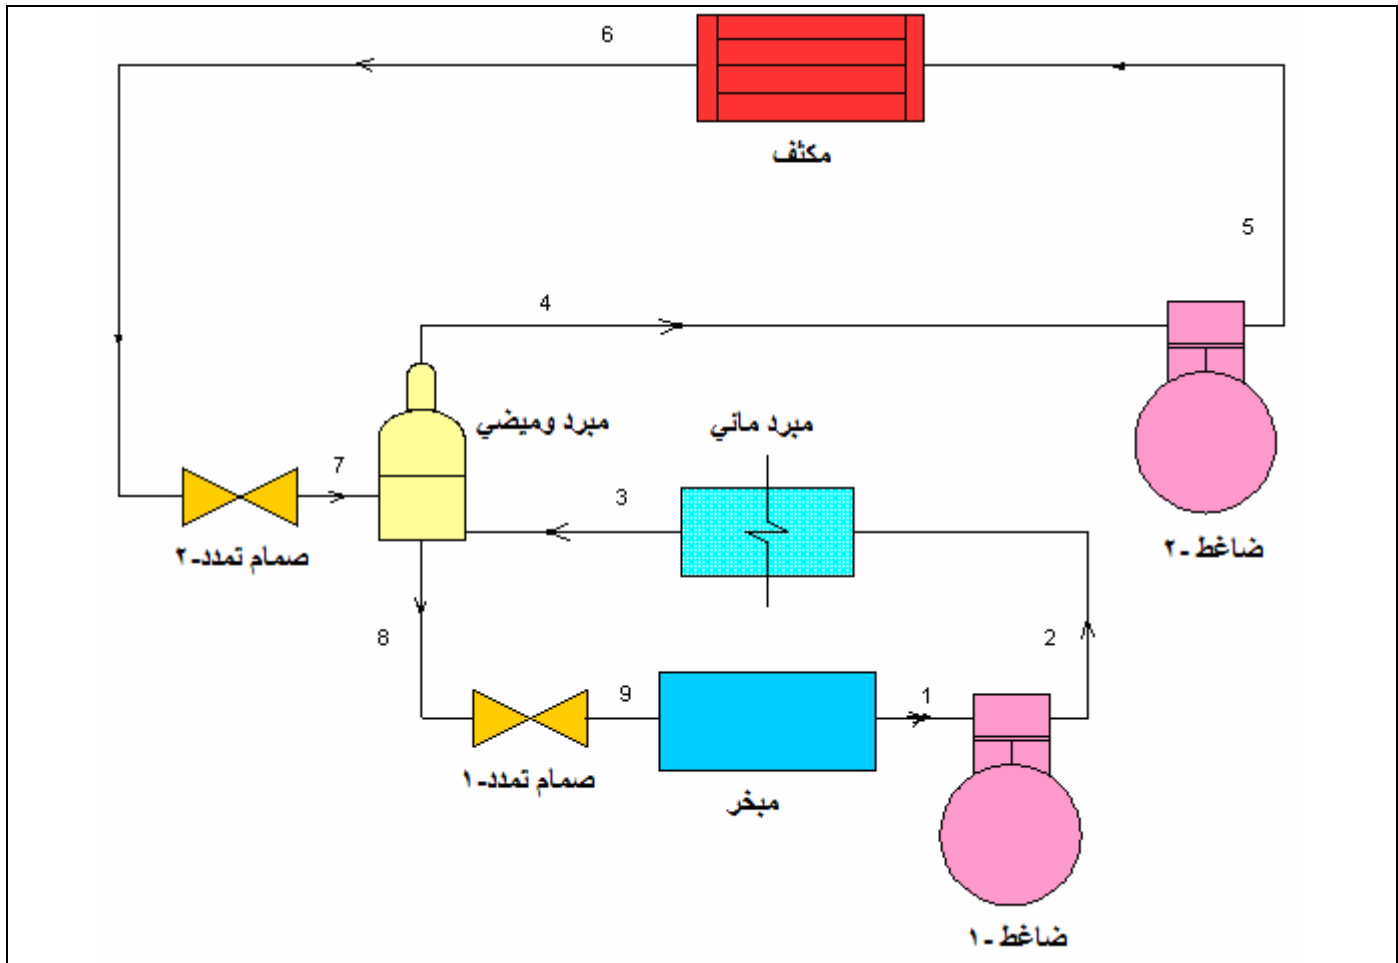 6
مكثف
5
4
مبرد وميضي
مبرد مائي
7
3
صمام تمدد-٢
ضاغط -٢
8
2
9
1
صمام تمدد-١
مبخر
ضاغط -١